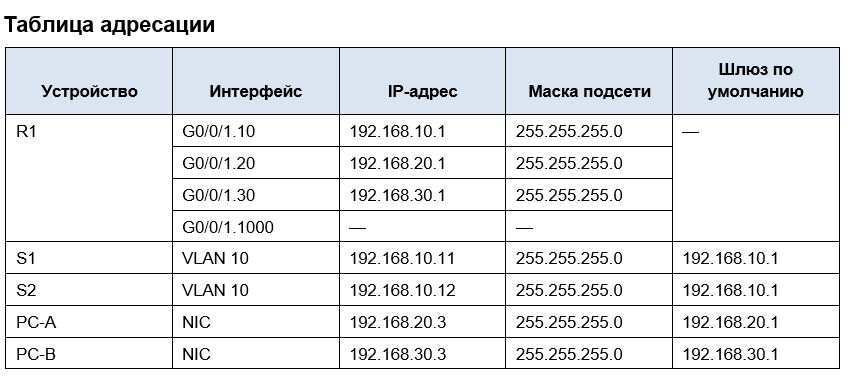 Таблица адресации
Устройство Интерфейс IP-адрес Маска подсети Шлюз по умолчанию
R1 G0/0/1.10 192.168.10.1 255.255.255.0 —
G0/0/1.20 192.168.20.1 255.255.255.0
G0/0/1.30 192.168.30.1 255.255.255.0
G0/0/1.1000 — —
S1 VLAN 10 192.168.10.11 255.255.255.0 192.168.10.1
S2 VLAN 10 192.168.10.12 255.255.255.0 192.168.10.1
PC-A NIC 192.168.20.3 255.255.255.0 192.168.20.1
PC-B NIC 192.168.30.3 255.255.255.0 192.168.30.1